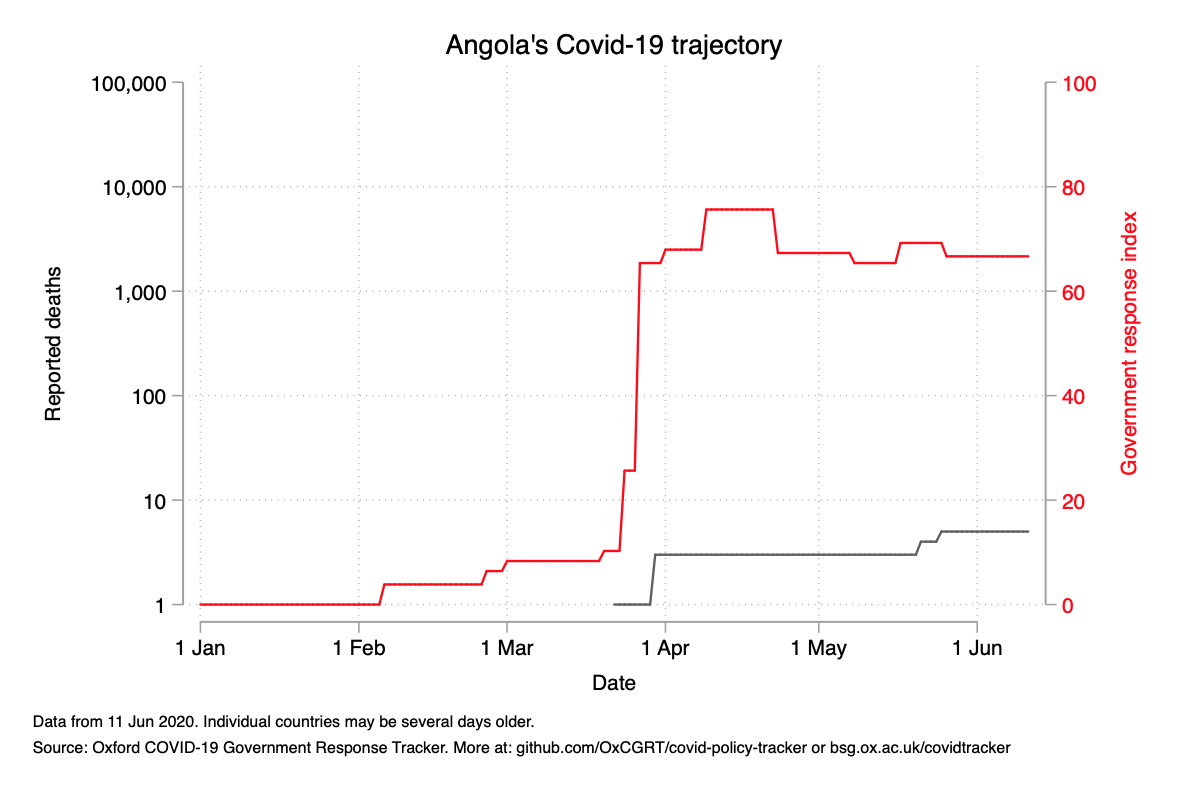 Angola's Covid-19 trajectory
100,000
10,000
1,000
100
10
1
Reported deaths
100
80
60
40
20
0
Government response index
1 Jan 1 Feb 1 Mar 1 Apr 1 May 1 Jun
Date
Data from 11 Jun 2020. Individual countries may be several days older.
Source: Oxford COVID-19 Government Response Tracker. More at: github.com/OxCGRT/covid-policy-tracker or bsg.ox.ac.uk/covidtracker